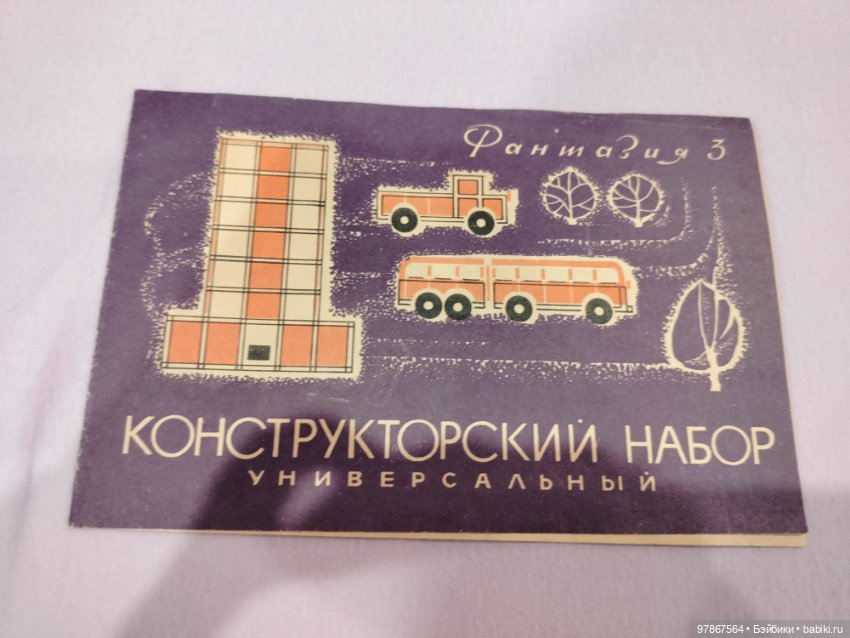 Фантазия 3
КОНСТРУКТОРСКИЙ НАБОР
УНИВЕРСАЛЬНЫЙ
97867564 • Бэйбики • babiki.ru